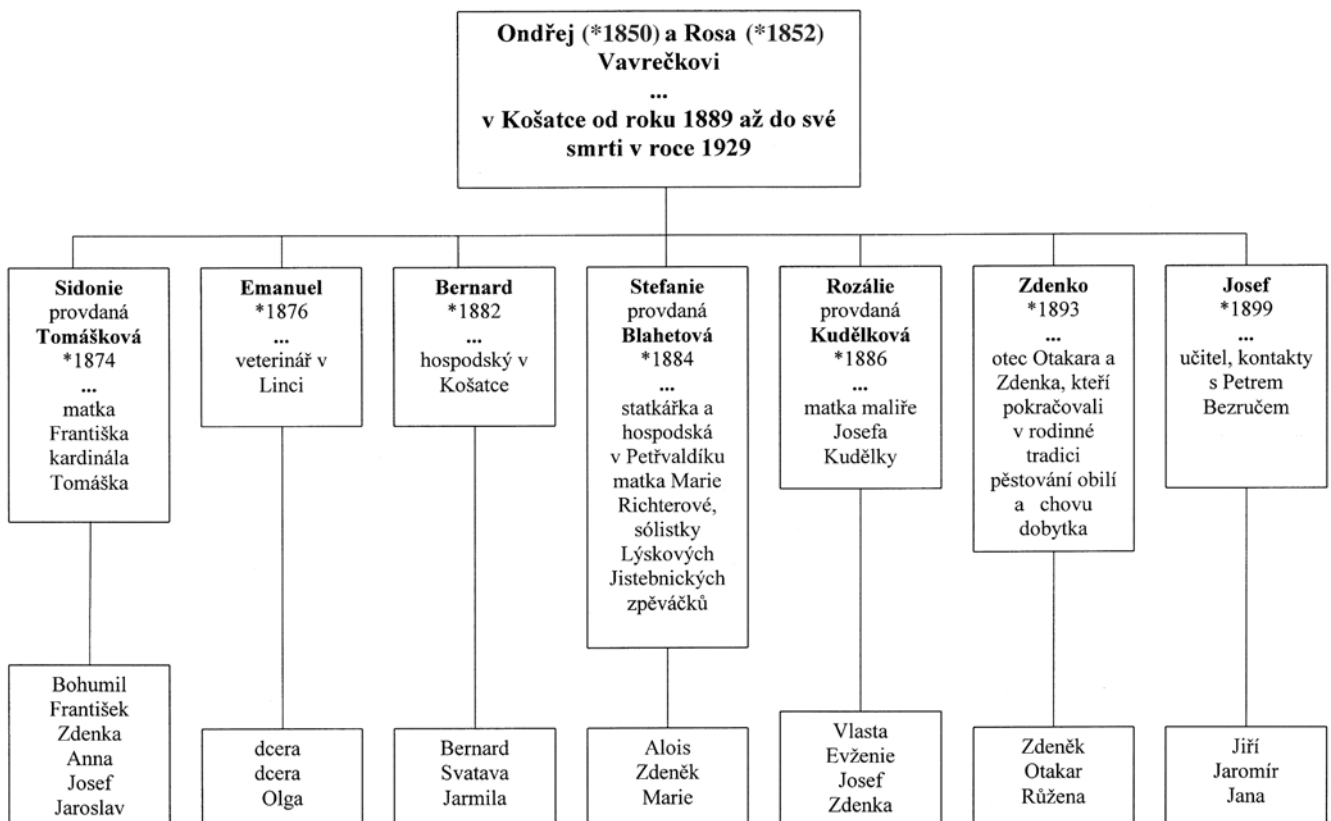 Ondřej (*1850) a Rosa (*1852)
Vavrečkovi
...
v Košatce od roku 1889 až do své
smrti v roce 1929
Sidonie
provdaná
Tomášková
*1874
...
matka
Františka
kardinála
Tomáška
Emanuel
*1876
...
veterinář v
Linci
Bernard
*1882
...
hospodský v
Košatce
Stefanie
provdaná
Blahetová
*1884
...
statkářka a
hospodská
v Petřvaldíku
matka Marie
Richterové,
sólistky
Lýskových
Jistebnických
zpěváčků
Rozálie
provdaná
Kudělková
*1886
...
matka malíře
Josefa
Kudělky
Zdenko
*1893
...
otec Otakara a
Zdenka, kteří
pokračovali
v rodinné
tradici
pěstování obilí
a chovu
dobytka
Josef
*1899
...
učitel, kontakty
s Petrem
Bezručem
Bohumil
František
Zdenka
Anna
Josef
Jaroslav
dcera
dcera
Olga
Bernard
Svatava
Jarmila
Alois
Zdeněk
Marie
Vlasta
Evženie
Josef
Zdenka
Zdeněk
Otakar
Růžena
Jiří
Jaromír
Jana